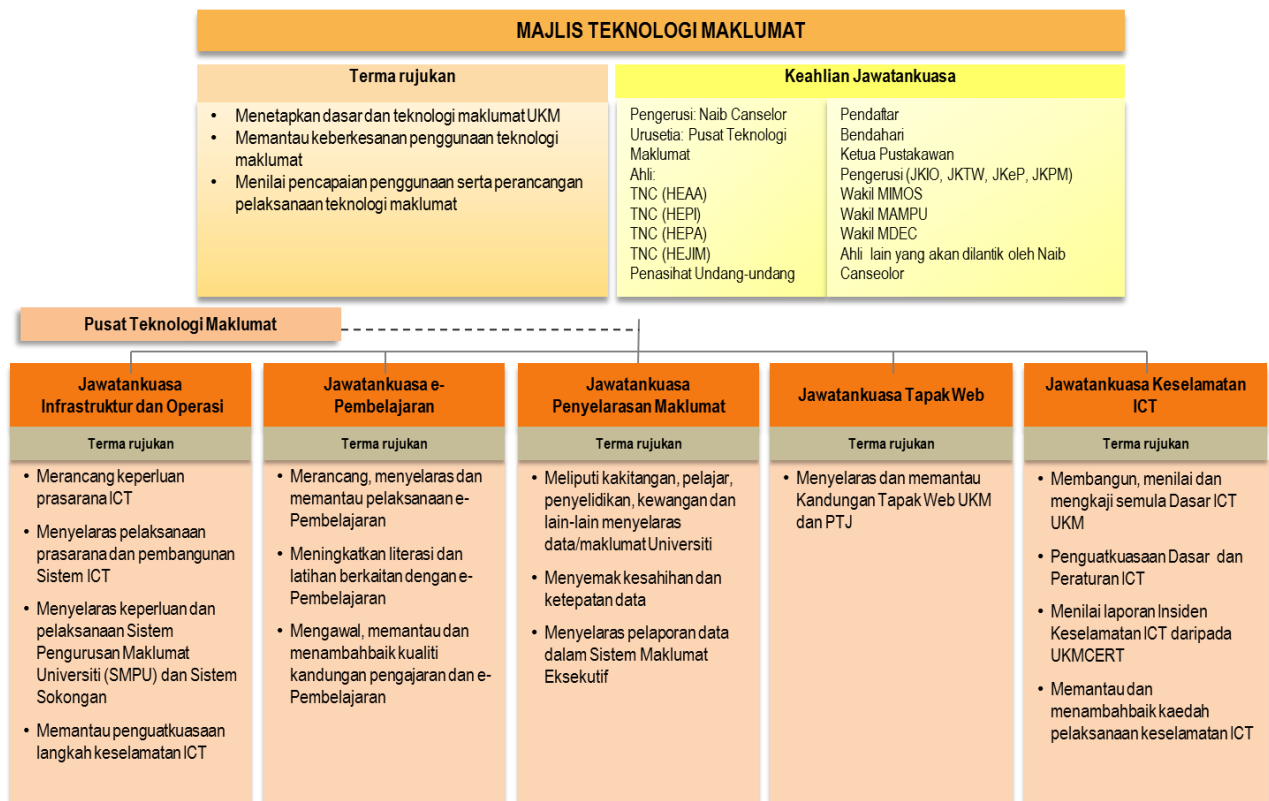 MAJLIS TEKNOLOGI MAKLUMAT
Terma rujukan
• Menetapkan dasar dan teknologi maklumat UKM
• Memantau keberkesanan penggunaan teknologi
maklumat
• Menilai pencapaian penggunaan serta perancangan
pelaksanaan teknologi maklumat
Keahlian Jawatankuasa
Pengerusi: Naib Canselor
Urusetia: Pusat Teknologi
Maklumat
Ahli:
TNC (HEAA)
TNC (HEPI)
TNC (HEPA)
TNC (HEJIM)
Penasihat Undang-undang
Pendaftar
Bendahari
Ketua Pustakawan
Pengerusi (JKIO, JKTW, JKeP, JKPM)
Wakil MIMOS
Wakil MAMPU
Wakil MDEC
Ahli lain yang akan dilantik oleh Naib
Canseolor
Pusat Teknologi Maklumat
Jawatankuasa
Infrastruktur dan Operasi
Terma rujukan
• Merancang keperluan
prasarana ICT
• Menyelaras pelaksanaan
prasarana dan pembangunan
Sistem ICT
• Menyelaras keperluan dan
pelaksanaan Sistem
Pengurusan Maklumat
Universiti (SMPU) dan Sistem
Sokongan
• Memantau penguatkuasaan
langkah keselamatan ICT
Jawatankuasa e-
Pembelajaran
Terma rujukan
• Merancang, menyelaras dan
memantau pelaksanaan e-
Pembelajaran
• Meningkatkan literasi dan
latihan berkaitan dengan e-
Pembelajaran
• Mengawal, memantau dan
menambahbaik kualiti
kandungan pengajaran dan e-
Pembelajaran
Jawatankuasa
Penyelarasan Maklumat
Terma rujukan
• Meliputi kakitangan, pelajar,
penyelidikan, kewangan dan
lain-lain menyelaras
data/maklumat Universiti
• Menyemak kesahihan dan
ketepatan data
• Menyelaras pelaporan data
dalam Sistem Maklumat
Eksekutif
Jawatankuasa Tapak Web
Terma rujukan
• Menyelaras dan memantau
Kandungan Tapak Web UKM
dan PTJ
Jawatankuasa Keselamatan
ICT
Terma rujukan
• Membangun, menilai dan
mengkaji semula Dasar ICT
UKM
• Penguatkuasaan Dasar dan
Peraturan ICT
• Menilai laporan Insiden
Keselamatan ICT daripada
UKMCERT
• Memantau dan
menambahbaik kaedah
pelaksanaan keselamatan ICT